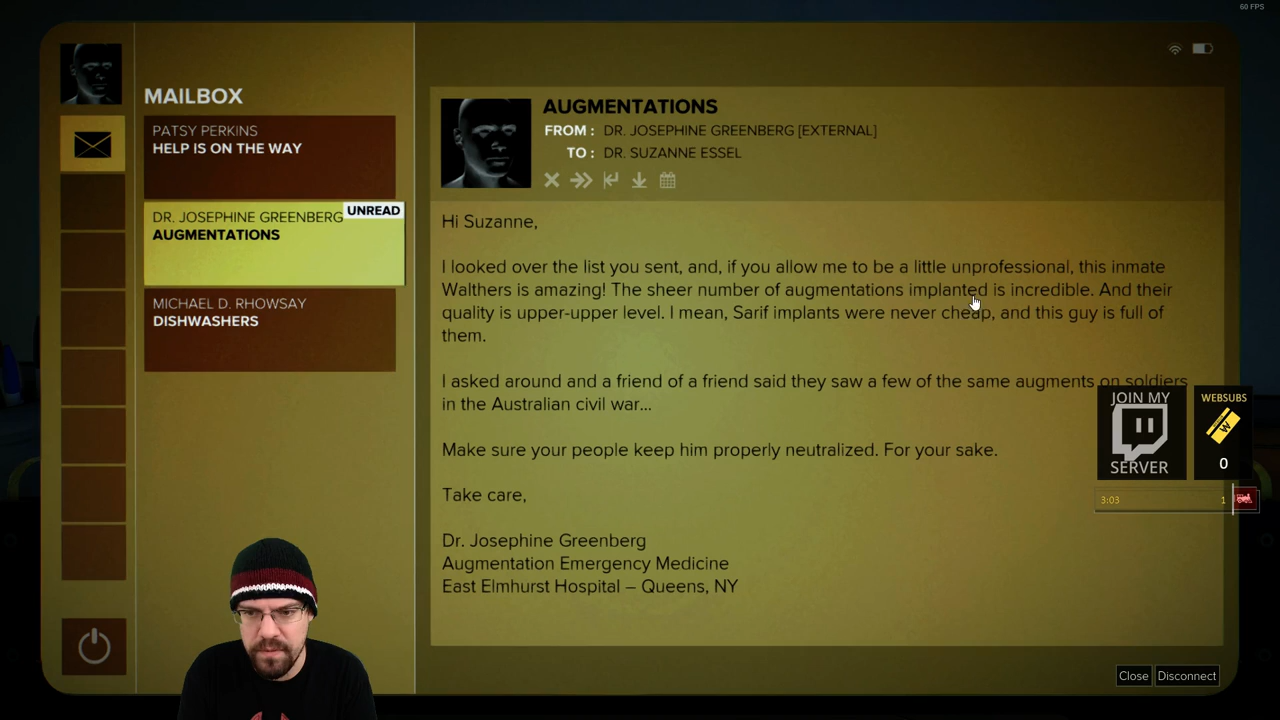 60 FPS
MAILBOX
PATSY PERKINS
HELP IS ON THE WAY
DR. JOSEPHINE GREENBERG
UNREAD
AUGMENTATIONS
MICHAEL D. RHOWSAY
DISHWASHERS
AUGMENTATIONS
FROM : DR. JOSEPHINE GREENBERG [EXTERNAL]
TO : DR. SUZANNE ESSEL
Hi Suzanne,
I looked over the list you sent, and, if you allow me to be a little unprofessional, this inmate
Walthers is amazing! The sheer number of augmentations implanted is incredible. And their
quality is upper-upper level. I mean, Sarif implants were never cheap, and this guy is full of
them.
I asked around and a friend of a friend said they saw a few of the same augments on soldiers
in the Australian civil war...
Make sure your people keep him properly neutralized. For your sake.
Take care,
Dr. Josephine Greenberg
Augmentation Emergency Medicine
East Elmhurst Hospital – Queens, NY
JOIN MY
SERVER
WEBSUBS
W
0
3:03 1
Close Disconnect